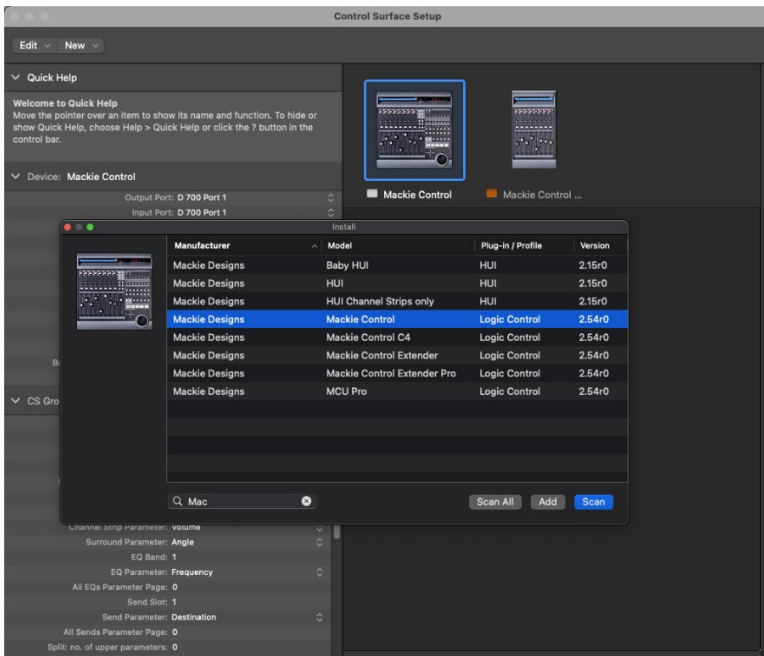 Control Surface Setup
Edit New
Quick Help
Welcome to Quick Help
Move the pointer over an item to show its name and function. To hide or
show Quick Help, choose Help > Quick Help or click the ? button in the
control bar.
Device: Mackie Control
Output Port: D 700 Port 1
Input Port: D 700 Port 1
Mackie Control
Mackie Control ...
Install
Manufacturer Model Plug-in / Profile Version
Mackie Designs Baby HUI HUI 2.15r0
Mackie Designs HUI HUI 2.15r0
Mackie Designs HUI Channel Strips only HUI 2.15r0
Mackie Designs Mackie Control Logic Control 2.54r0
Mackie Designs Mackie Control C4 Logic Control 2.54r0
Mackie Designs Mackie Control Extender Logic Control 2.54r0
Mackie Designs Mackie Control Extender Pro Logic Control 2.54r0
Mackie Designs MCU Pro Logic Control 2.54r0
CS Gro
Mac
Scan All Add Scan
Channel Strip Parameter: Volume
Surround Parameter: Angle
EQ Band: 1
EQ Parameter: Frequency
All EQs Parameter Page: 0
Send Slot: 1
Send Parameter: Destination
All Sends Parameter Page: 0
Split: no. of upper parameters: 0